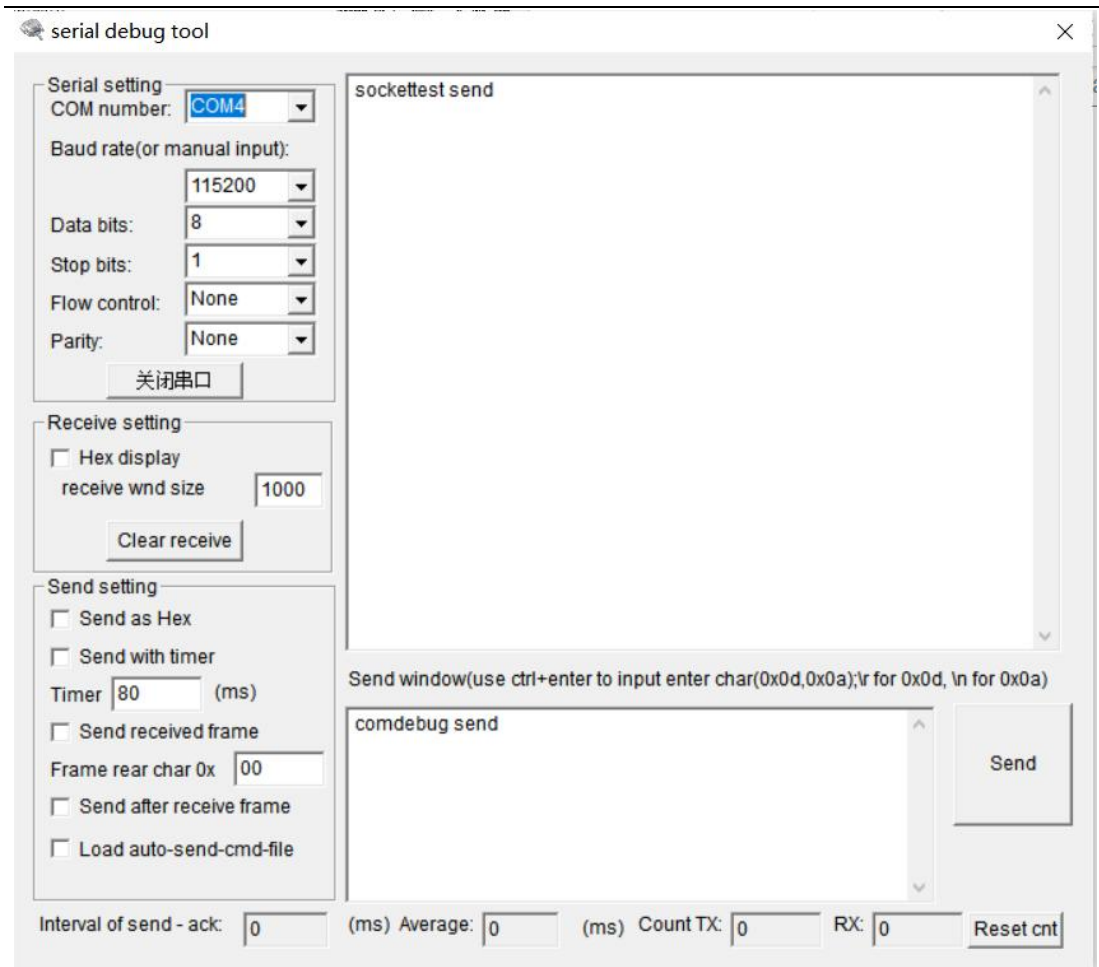 serial debug tool
Serial setting
COM number: COM4
Baud rate(or manual input):
115200
Data bits: 8
Stop bits: 1
Flow control: None
Parity: None
关闭串口
Receive setting
Hex display
receive wnd size 1000
Clear receive
Send setting
Send as Hex
Send with timer
Timer 80 (ms)
Send received frame
Frame rear char 0x 00
Send after receive frame
Load auto-send-cmd-file
sockettest send
Send window(use ctrl+enter to input enter char(0x0d,0x0a);\r for 0x0d, \n for 0x0a)
comdebug send
Send
Interval of send - ack: 0 (ms) Average: 0 (ms) Count TX: 0 RX: 0 Reset cnt